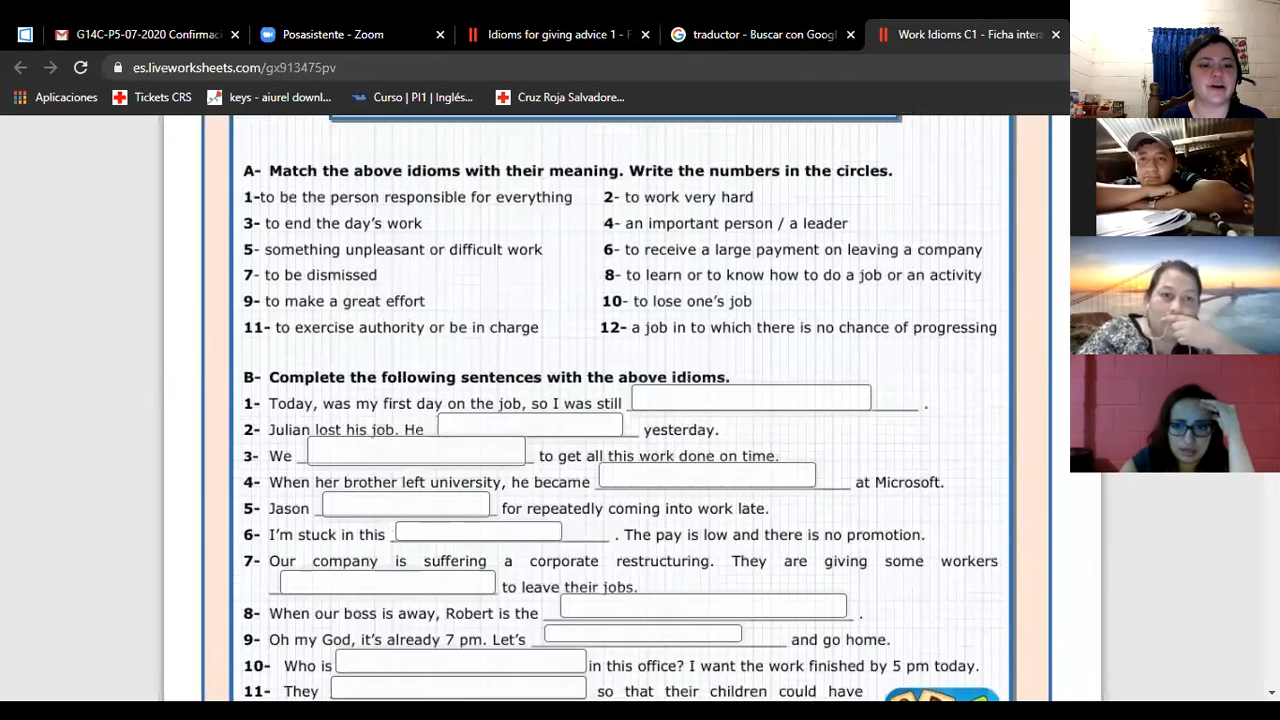 G14C-P5-07-2020 Confirmaci
Posasistente - Zoom
Idioms for giving advice 1 - F
traductor - Buscar con Googl
Work Idioms C1 - Ficha intera
es.liveworksheets.com/gx913475pv
Aplicaciones
Tickets CRS
keys - aiurel downl...
Curso | PI1 | Inglés...
Cruz Roja Salvadore...
A- Match the above idioms with their meaning. Write the numbers in the circles.
1-to be the person responsible for everything 2- to work very hard
3- to end the day's work 4- an important person / a leader
5- something unpleasant or difficult work 6- to receive a large payment on leaving a company
7- to be dismissed 8- to learn or to know how to do a job or an activity
9- to make a great effort 10- to lose one's job
11- to exercise authority or be in charge 12- a job in to which there is no chance of progressing
B- Complete the following sentences with the above idioms.
1- Today, was my first day on the job, so I was still .
2- Julian lost his job. He yesterday.
3- We to get all this work done on time.
4- When her brother left university, he became at Microsoft.
5- Jason for repeatedly coming into work late.
6- I'm stuck in this . The pay is low and there is no promotion.
7- Our company is suffering a corporate restructuring. They are giving some workers
to leave their jobs.
8- When our boss is away, Robert is the .
9- Oh my God, it's already 7 pm. Let's and go home.
10- Who is in this office? I want the work finished by 5 pm today.
11- They so that their children could have